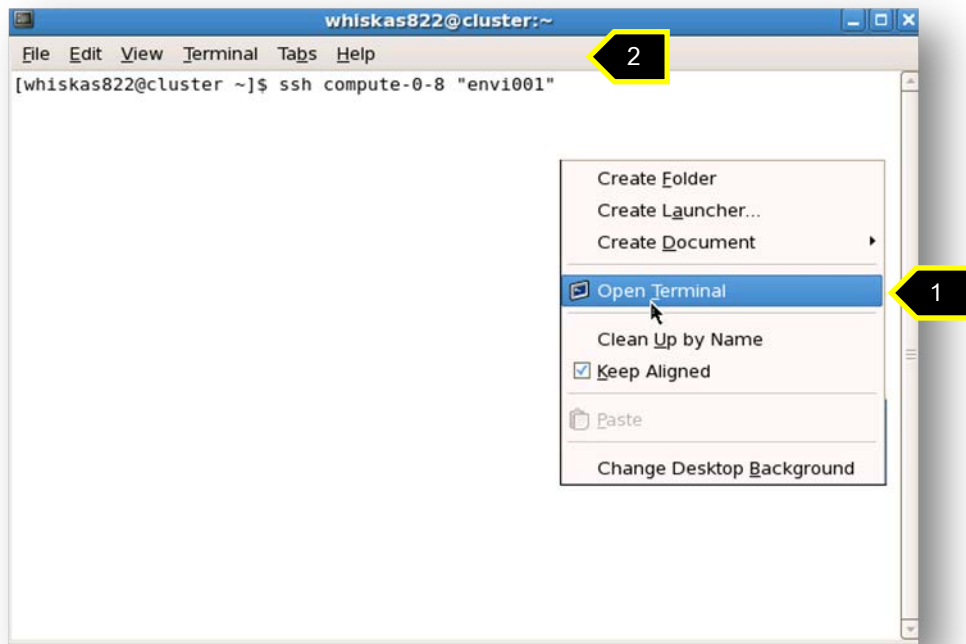 whiskas822@cluster:~
File Edit View Terminal Tabs Help
2
[whiskas822@cluster ~]$ ssh compute-0-8 "envi001"
Create Folder
Create Launcher...
Create Document
Open Terminal
1
Clean Up by Name
Keep Aligned
Paste
Change Desktop Background